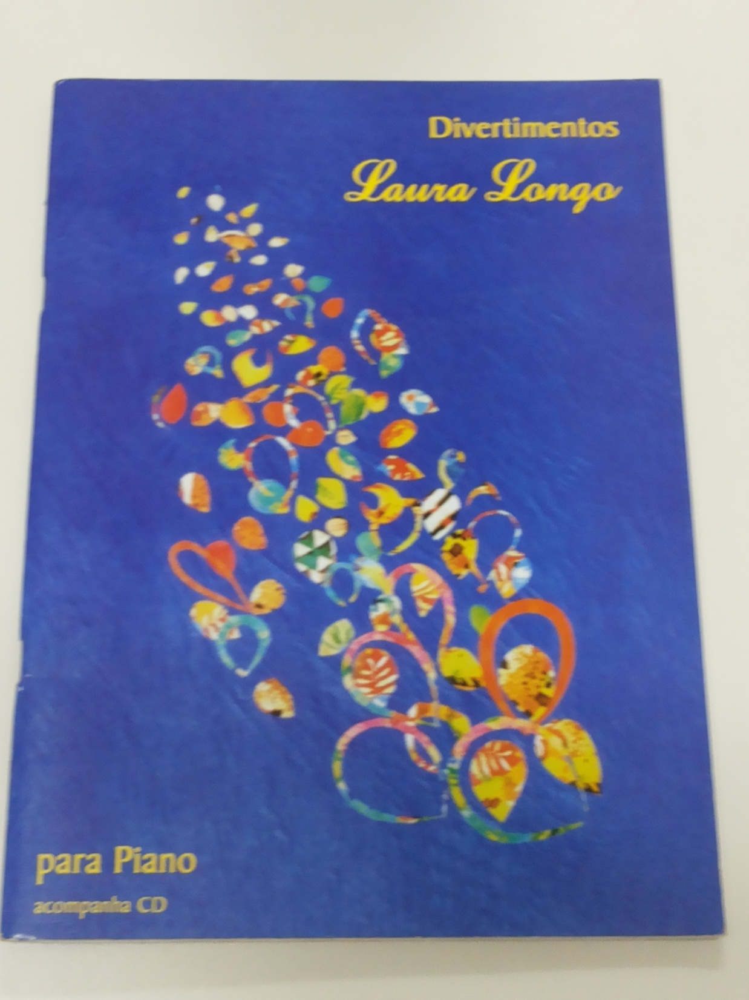 Divertimentos
Laura Longo
para Piano
acompanha CD